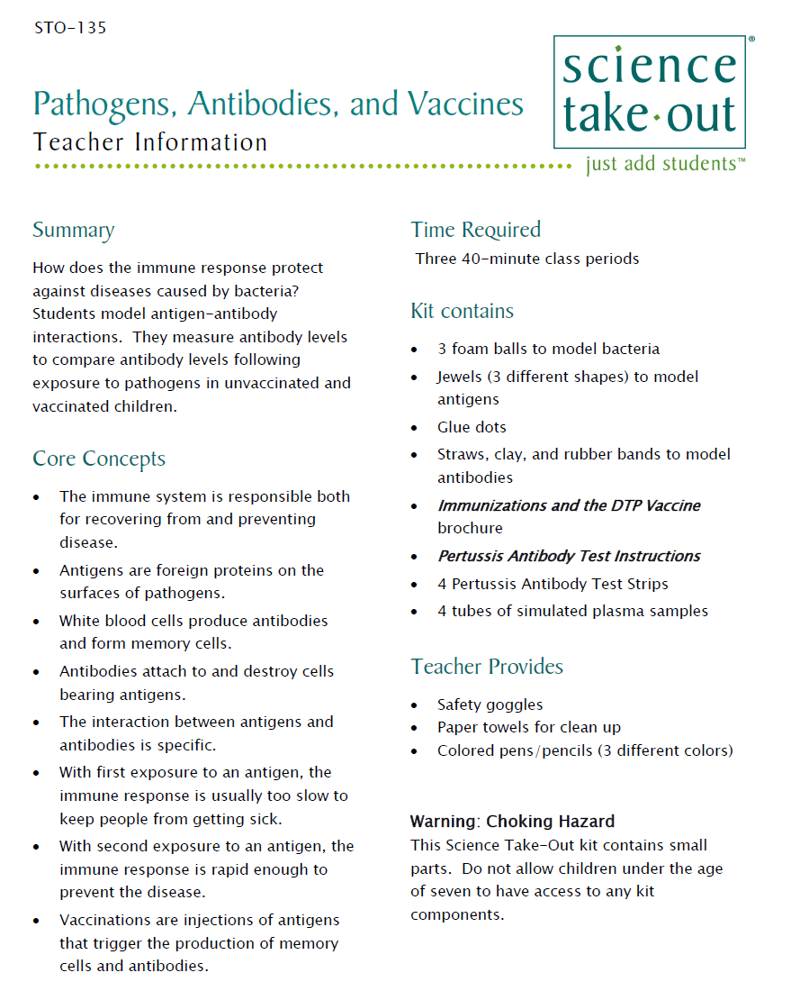 STO-135
science
take·out
®
just add students™
Pathogens, Antibodies, and Vaccines
Teacher Information
Summary
How does the immune response protect
against diseases caused by bacteria?
Students model antigen-antibody
interactions.  They measure antibody levels
to compare antibody levels following
exposure to pathogens in unvaccinated and
vaccinated children.
Core Concepts
• The immune system is responsible both
for recovering from and preventing
disease.
• Antigens are foreign proteins on the
surfaces of pathogens.
• White blood cells produce antibodies
and form memory cells.
• Antibodies attach to and destroy cells
bearing antigens.
• The interaction between antigens and
antibodies is specific.
• With first exposure to an antigen, the
immune response is usually too slow to
keep people from getting sick.
• With second exposure to an antigen, the
immune response is rapid enough to
prevent the disease.
• Vaccinations are injections of antigens
that trigger the production of memory
cells and antibodies.
Time Required
Three 40-minute class periods
Kit contains
• 3 foam balls to model bacteria
• Jewels (3 different shapes) to model
antigens
• Glue dots
• Straws, clay, and rubber bands to model
antibodies
• Immunizations and the DTP Vaccine
brochure
• Pertussis Antibody Test Instructions
• 4 Pertussis Antibody Test Strips
• 4 tubes of simulated plasma samples
Teacher Provides
• Safety goggles
• Paper towels for clean up
• Colored pens/pencils (3 different colors)
Warning: Choking Hazard
This Science Take-Out kit contains small
parts.  Do not allow children under the age
of seven to have access to any kit
components.